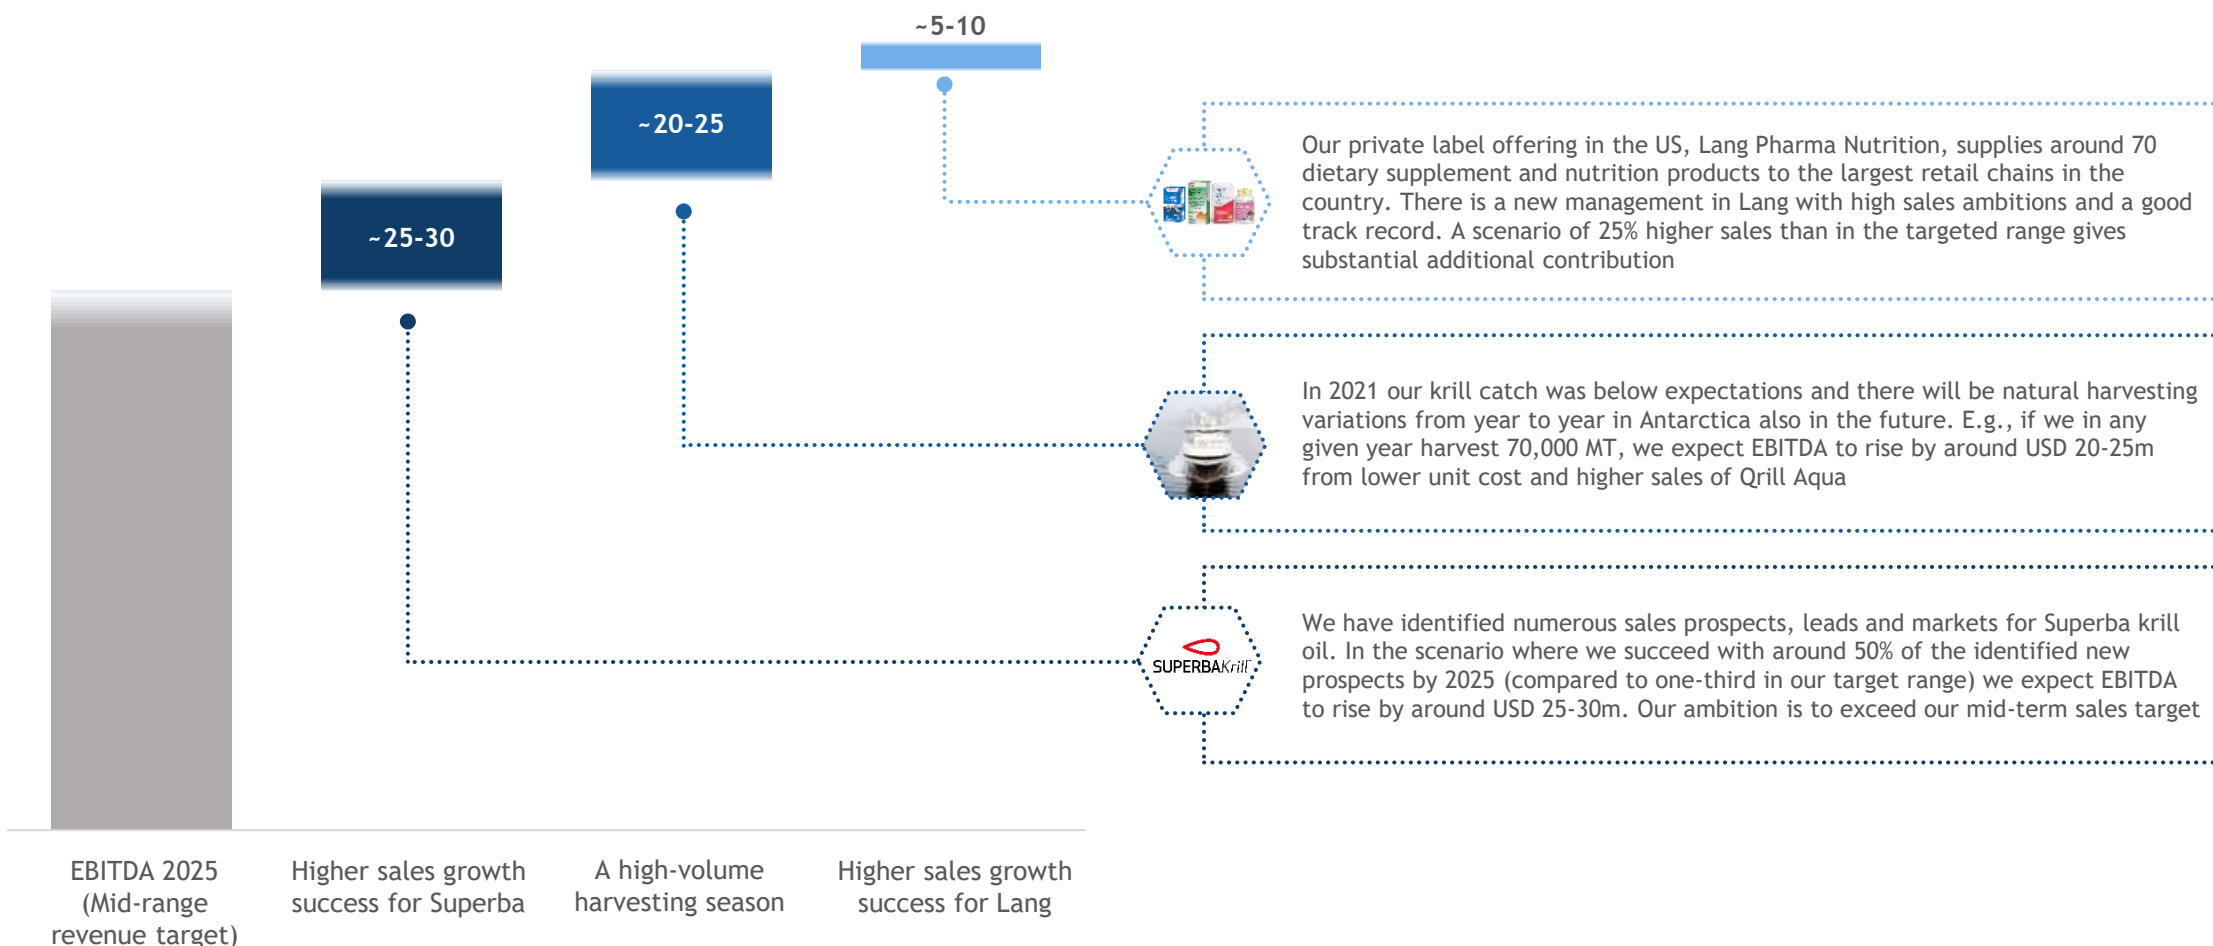 ~5-10
~20-25
~25-30
Our private label offering in the US, Lang Pharma Nutrition, supplies around 70
dietary supplement and nutrition products to the largest retail chains in the
country. There is a new management in Lang with high sales ambitions and a good
track record. A scenario of 25% higher sales than in the targeted range gives
substantial additional contribution
In 2021 our krill catch was below expectations and there will be natural harvesting
variations from year to year in Antarctica also in the future. E.g., if we in any
given year harvest 70,000 MT, we expect EBITDA to rise by around USD 20-25m
from lower unit cost and higher sales of Qrill Aqua
SUPERBAKrill
We have identified numerous sales prospects, leads and markets for Superba krill
oil. In the scenario where we succeed with around 50% of the identified new
prospects by 2025 (compared to one-third in our target range) we expect EBITDA
to rise by around USD 25-30m. Our ambition is to exceed our mid-term sales target
EBITDA 2025
(Mid-range
revenue target)
Higher sales growth
success for Superba
A high-volume
harvesting season
Higher sales growth
success for Lang